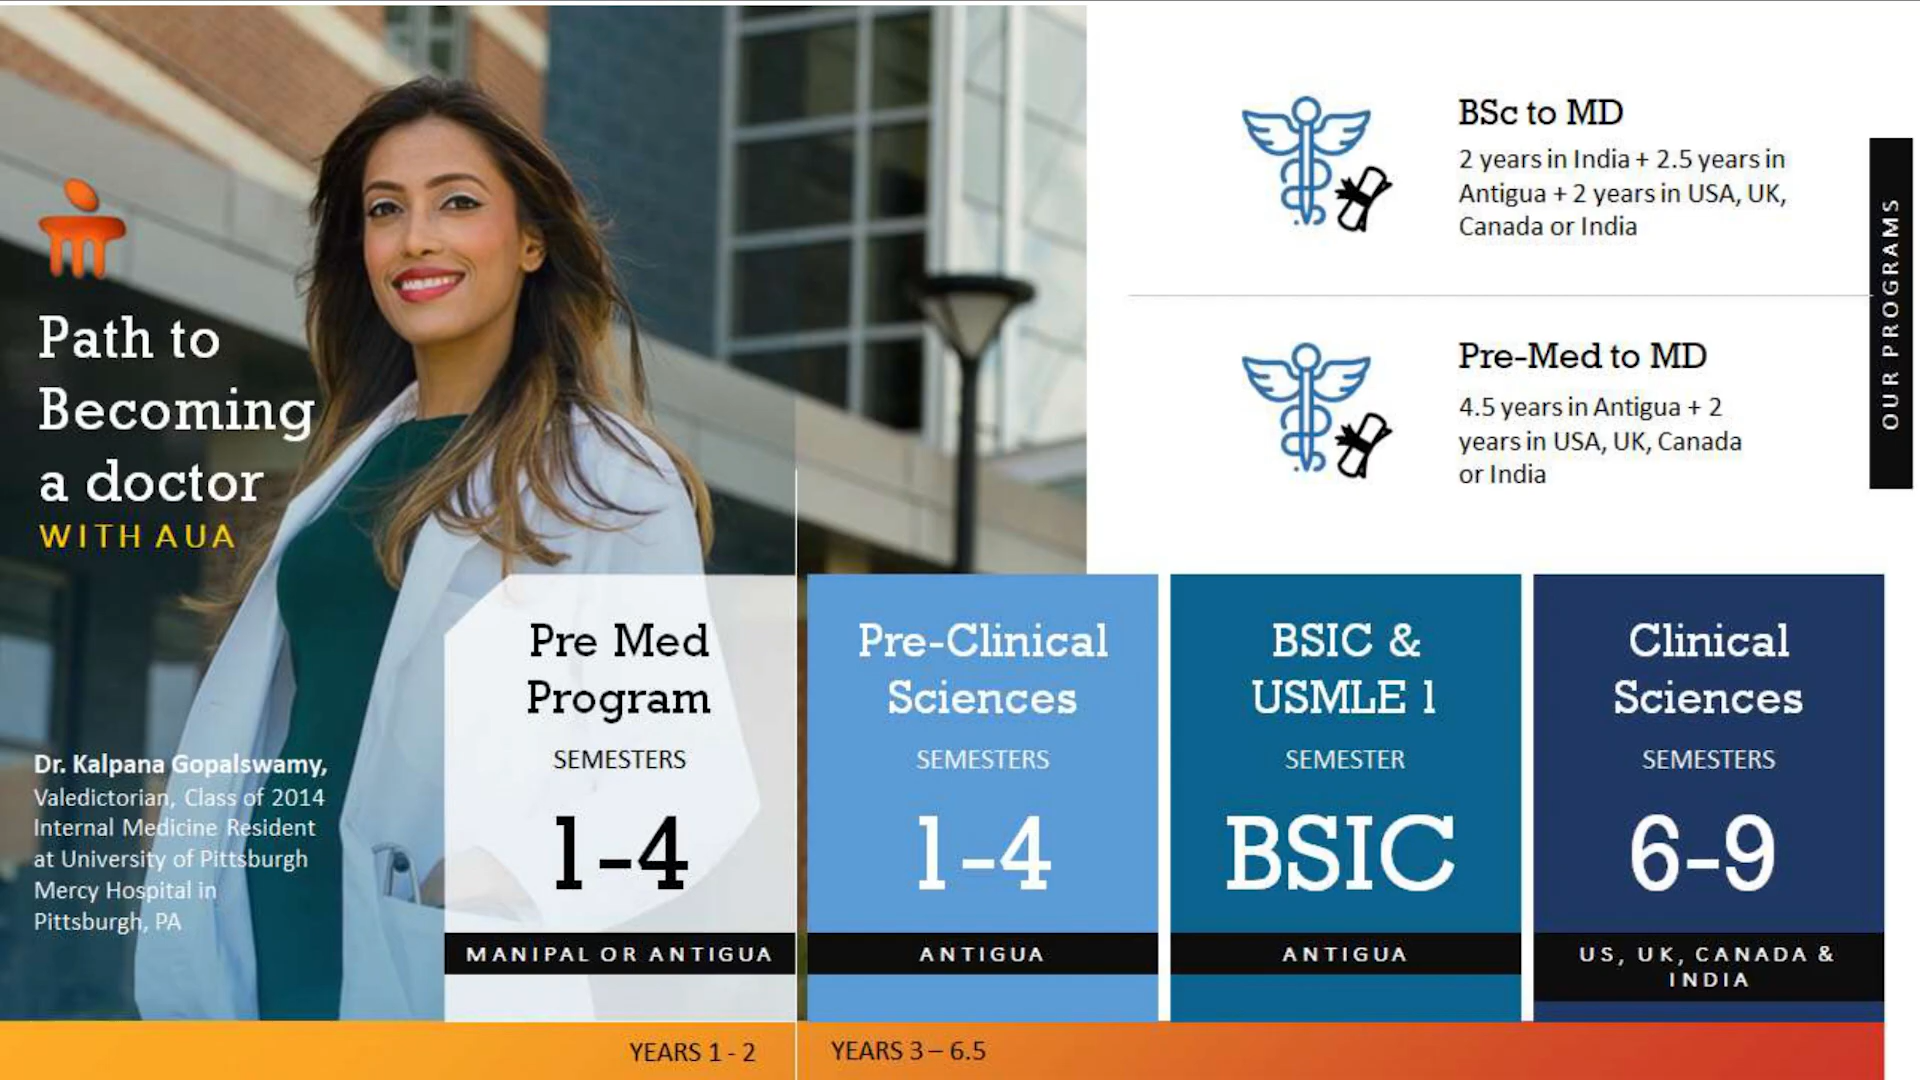 Path to
Becoming
a doctor
WITH AUA
Dr. Kalpana Gopalswamy,
Valedictorian, Class of 2014
Internal Medicine Resident
at University of Pittsburgh
Mercy Hospital in
Pittsburgh, PA
BSc to MD
2 years in India + 2.5 years in
Antigua + 2 years in USA, UK,
Canada or India
Pre-Med to MD
4.5 years in Antigua + 2
years in USA, UK, Canada
or India
OUR PROGRAMS
Pre Med
Program
SEMESTERS
1-4
MANIPAL OR ANTIGUA
Pre-Clinical
Sciences
SEMESTERS
1-4
ANTIGUA
BSIC &
USMLE 1
SEMESTER
BSIC
ANTIGUA
Clinical
Sciences
SEMESTERS
6-9
US, UK, CANADA &
INDIA
YEARS 1 - 2
YEARS 3 – 6.5